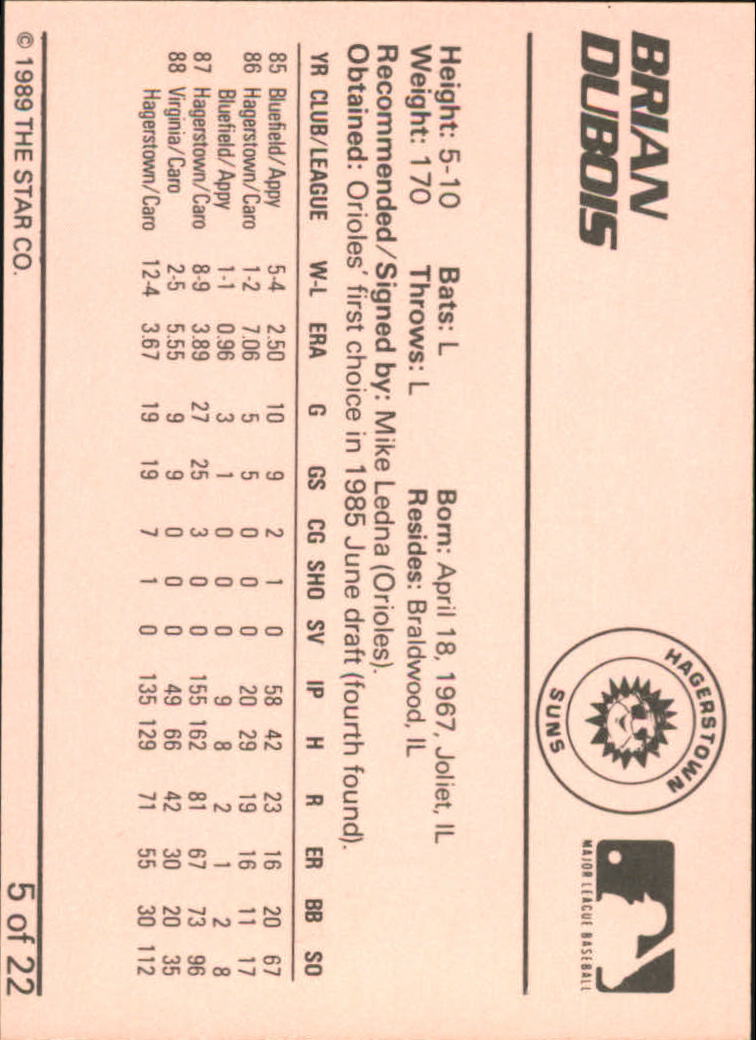 BRIAN
DUBOIS
HAGERSTOWN
SUNS
MAJOR LEAGUE BASEBALL
Height: 5-10 Bats: L Born: April 18, 1967, Joliet, IL
Weight: 170 Throws: L Resides: Braldwood, IL
Recommended/Signed by: Mike Ledna (Orioles).
Obtained: Orioles' first choice in 1985 June draft (fourth found).
YR CLUB/LEAGUE W-L ERA G GS CG SHO SV IP H R ER BB SO
85 Bluefield/Appy 5-4 2.50 10 9 2 1 0 58 42 23 16 20 67
86 Hagerstown/Caro 1-2 7.06 5 5 0 0 0 20 29 19 16 11 17
Bluefield/Appy 1-1 0.96 3 1 0 0 0 9 8 2 1 2 8
87 Hagerstown/Caro 8-9 3.89 27 25 3 0 0 155 162 81 67 73 96
88 Virginia/Caro 2-5 5.55 9 9 0 0 0 49 66 42 30 20 35
Hagerstown/Caro 12-4 3.67 19 19 7 1 0 135 129 71 55 30 112
© 1989 THE STAR CO. 5 of 22